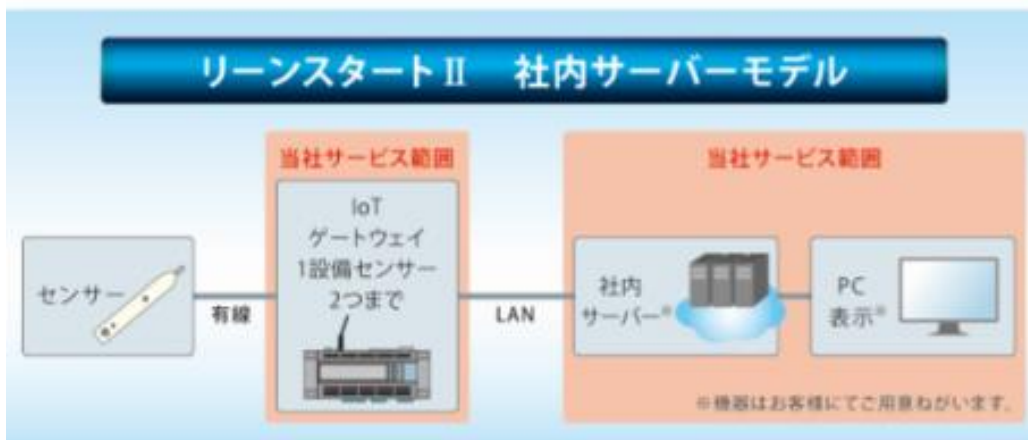 リーンスタートⅡ 社内サーバーモデル
当社サービス範囲
当社サービス範囲
IoT
ゲートウェイ
1設備センサー
2つまで
センサー
有線
LAN
社内
サーバー※
PC
表示※
※機器はお客様にてご用意ねがいます。